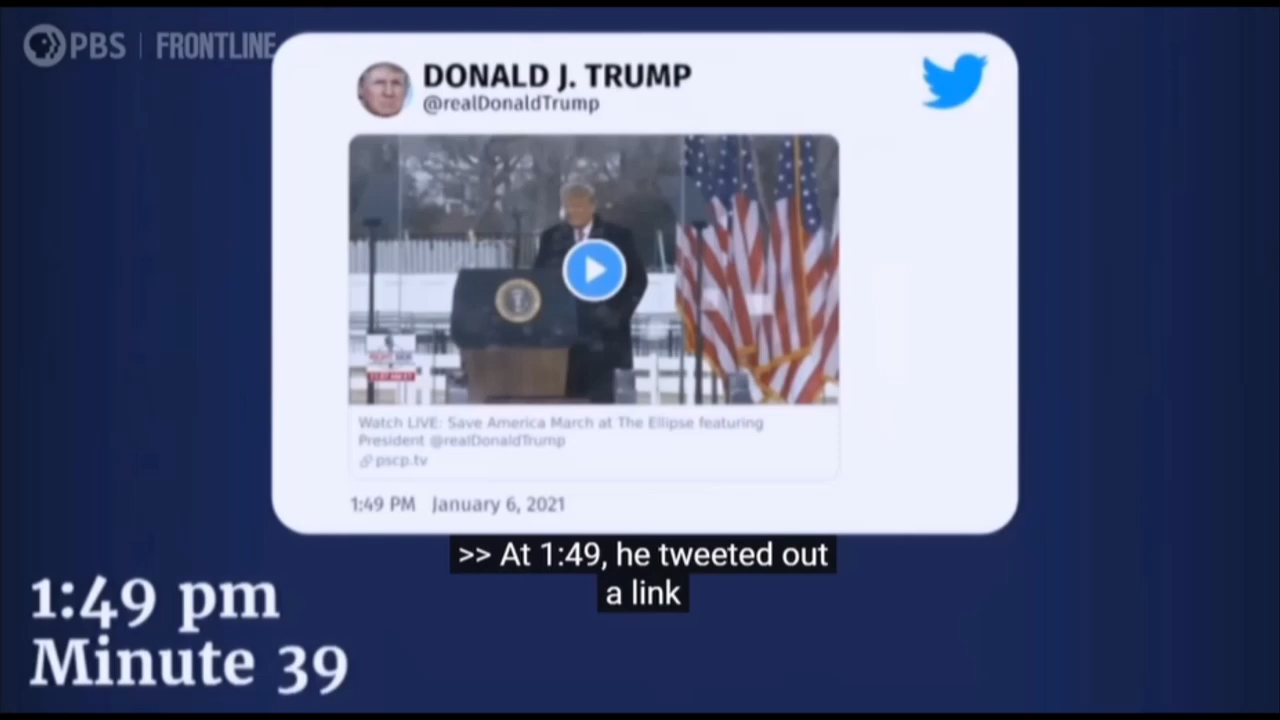 PBS | FRONTLINE
DONALD J. TRUMP
@realDonaldTrump
Watch LIVE: Save America March at The Ellipse featuring
President @realDonaldTrump
pscp.tv
1:49 PM January 6, 2021
>> At 1:49, he tweeted out
a link
1:49 pm
Minute 39